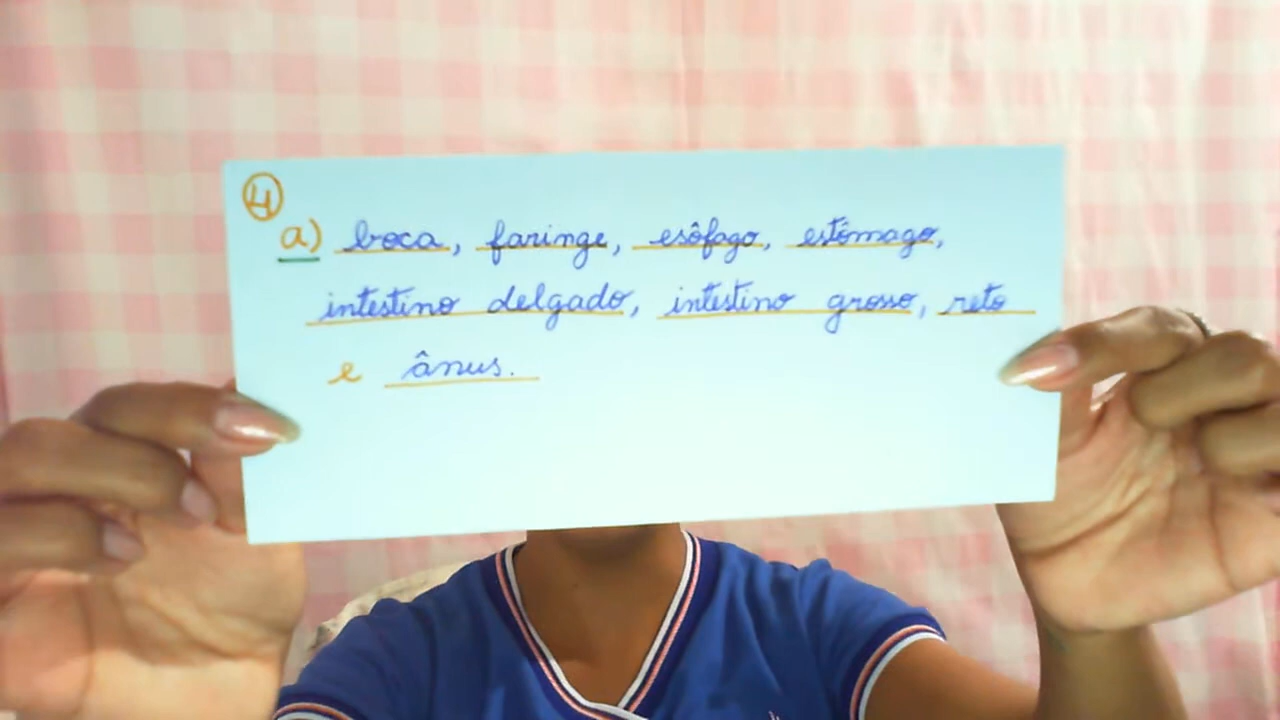 4
a) boca, faringe, esôfago, estômago,
intestino delgado, intestino grosso, reto
e ânus.